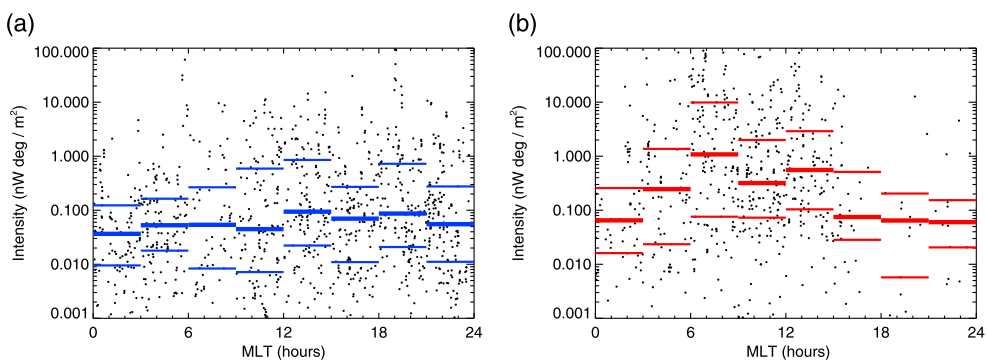 (a)
(b)
Intensity (nW deg / m²)
100.000
10.000
1.000
0.100
0.010
0.001
0 6 12 18 24
MLT (hours)
Intensity (nW deg / m²)
100.000
10.000
1.000
0.100
0.010
0.001
0 6 12 18 24
MLT (hours)